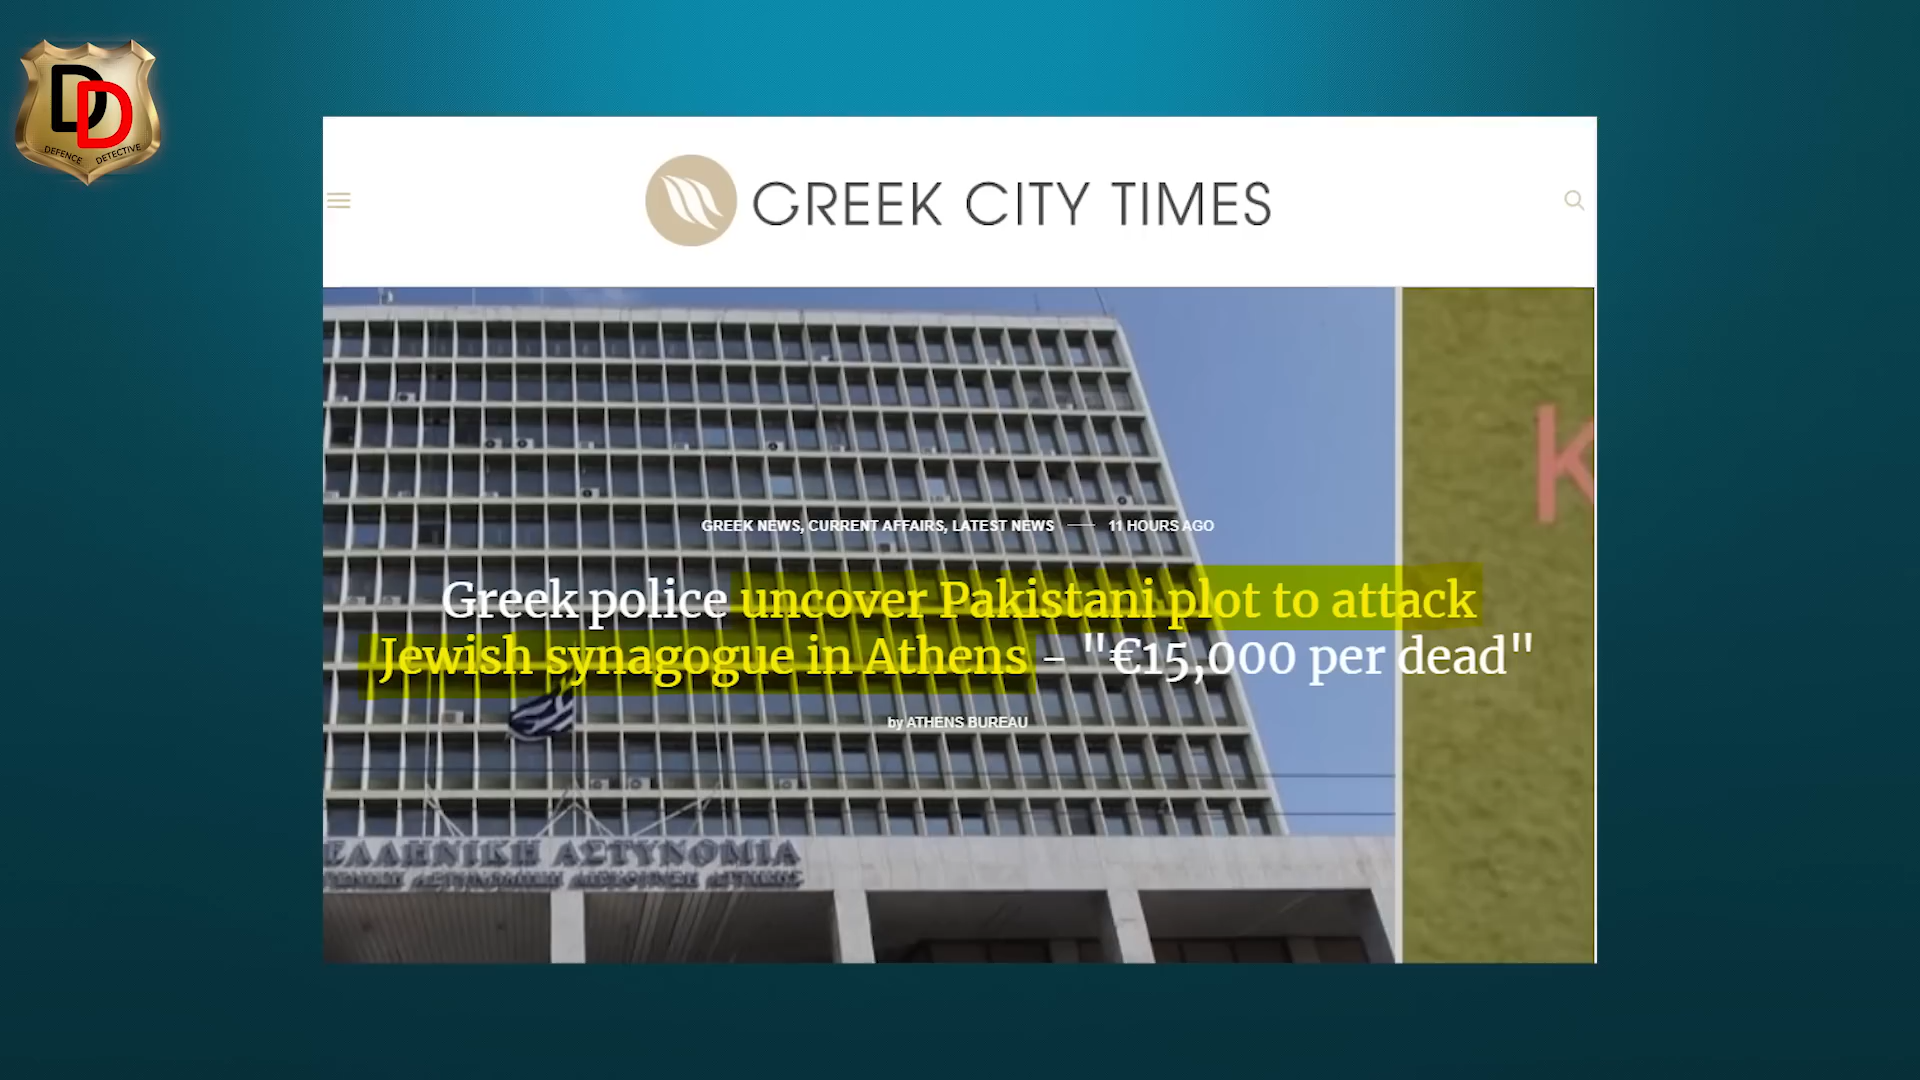 DD
DEFENCE DETECTIVE
GREEK CITY TIMES
K
GREEK NEWS, CURRENT AFFAIRS, LATEST NEWS — 11 HOURS AGO
Greek police uncover Pakistani plot to attack
Jewish synagogue in Athens – "€15,000 per dead"
by ATHENS BUREAU
ΕΛΛΗΝΙΚΗ ΑΣΤΥΝΟΜΙΑ